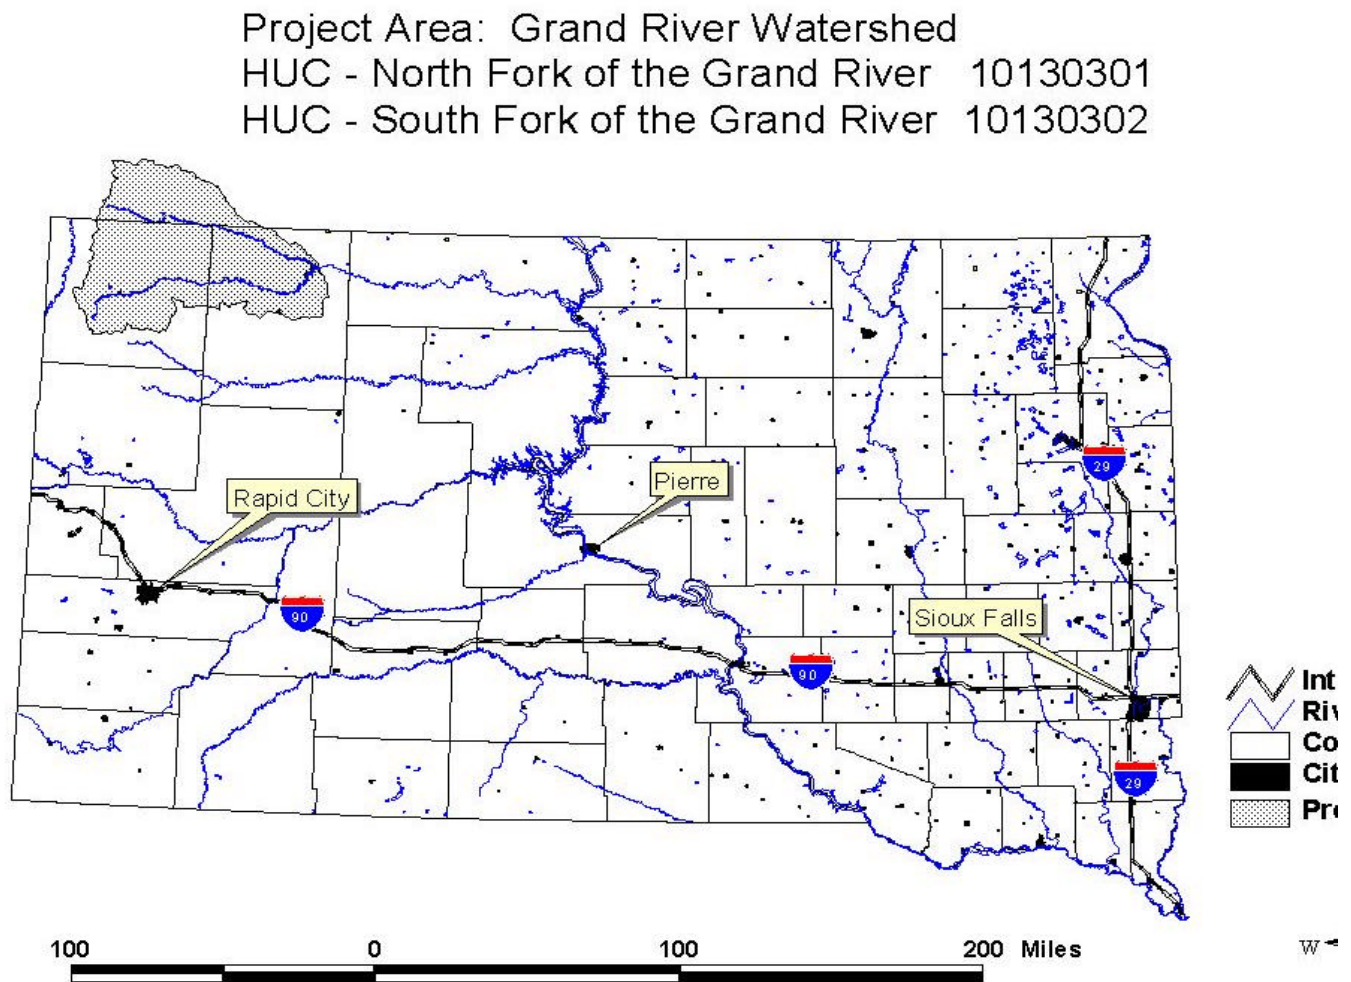 Project Area: Grand River Watershed
HUC - North Fork of the Grand River 10130301
HUC - South Fork of the Grand River 10130302
29
Pierre
Rapid City
90
Sioux Falls
90
29
Int
Riv
Co
Cit
Pr
100 0 100 200 Miles
W